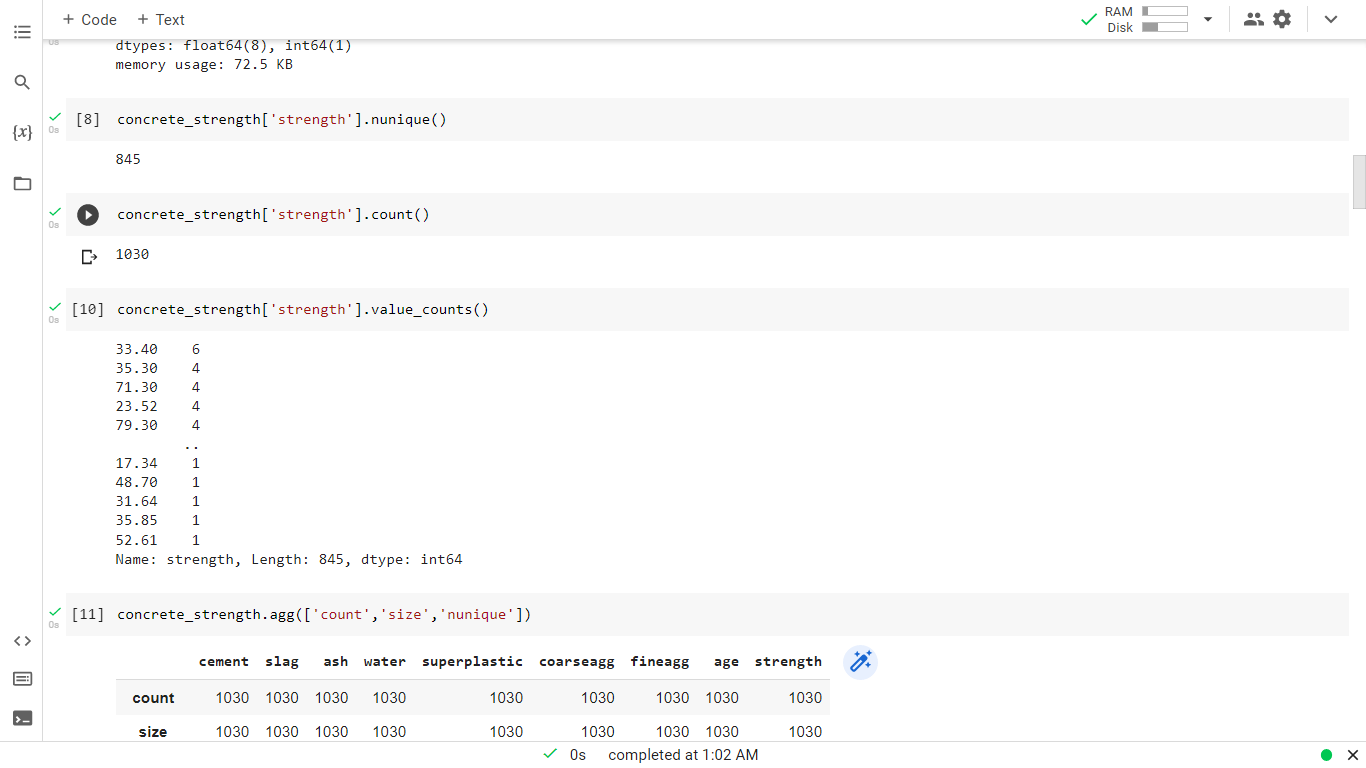 + Code + Text
RAM
Disk
0s
dtypes: float64(8), int64(1)
memory usage: 72.5 KB
{x}
[8] concrete_strength['strength'].nunique()
0s
845
concrete_strength['strength'].count()
0s
1030
[10] concrete_strength['strength'].value_counts()
0s
33.40 6
35.30 4
71.30 4
23.52 4
79.30 4
..
17.34 1
48.70 1
31.64 1
35.85 1
52.61 1
Name: strength, Length: 845, dtype: int64
[11] concrete_strength.agg(['count','size','nunique'])
0s
cement slag ash water superplastic coarseagg fineagg age strength
count 1030 1030 1030 1030 1030 1030 1030 1030 1030
size 1030 1030 1030 1030 1030 1030 1030 1030 1030
0s completed at 1:02 AM